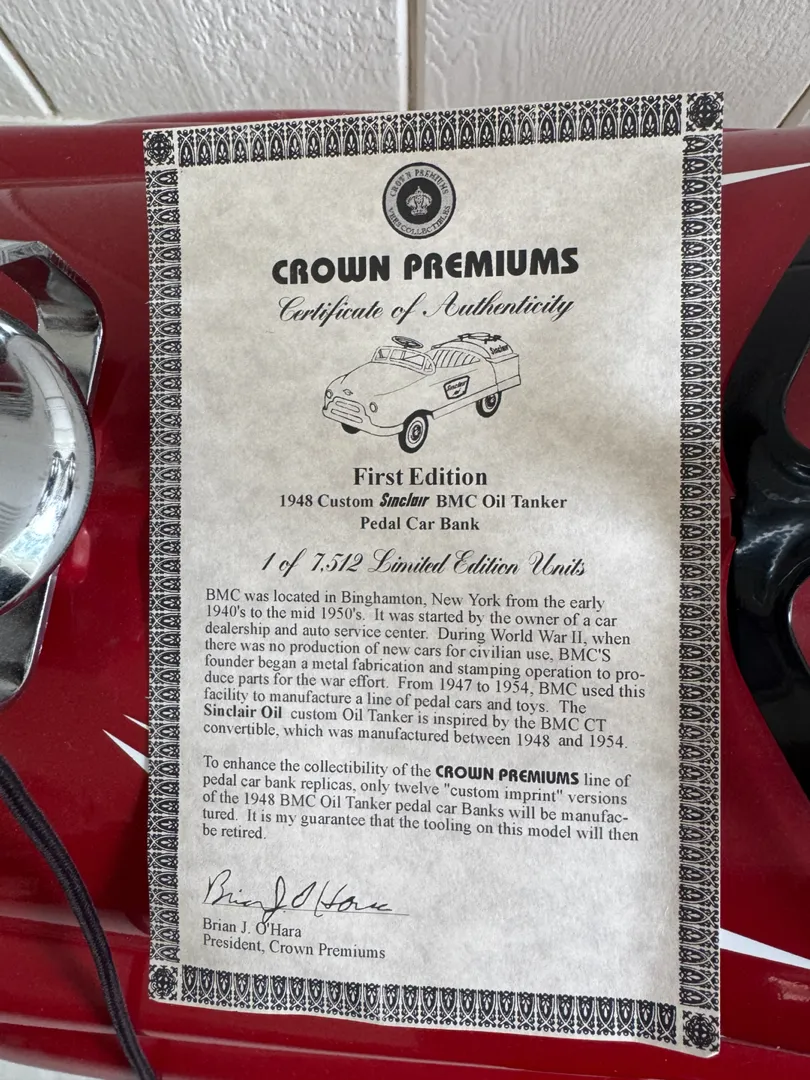 CROWN PREMIUMS
FREE COLLECTIBLES
CROWN PREMIUMS
Certificate of Authenticity
Sinclair
Sinclair
First Edition
1948 Custom Sinclair BMC Oil Tanker
Pedal Car Bank
1 of 7,512 Limited Edition Units
BMC was located in Binghamton, New York from the early
1940's to the mid 1950's. It was started by the owner of a car
dealership and auto service center. During World War II, when
there was no production of new cars for civilian use, BMC'S
founder began a metal fabrication and stamping operation to pro-
duce parts for the war effort. From 1947 to 1954, BMC used this
facility to manufacture a line of pedal cars and toys. The
Sinclair Oil custom Oil Tanker is inspired by the BMC CT
convertible, which was manufactured between 1948 and 1954.
To enhance the collectibility of the CROWN PREMIUMS line of
pedal car bank replicas, only twelve "custom imprint" versions
of the 1948 BMC Oil Tanker pedal car Banks will be manufac-
tured. It is my guarantee that the tooling on this model will then
be retired.
Brian J. O'Hara
Brian J. O'Hara
President, Crown Premiums